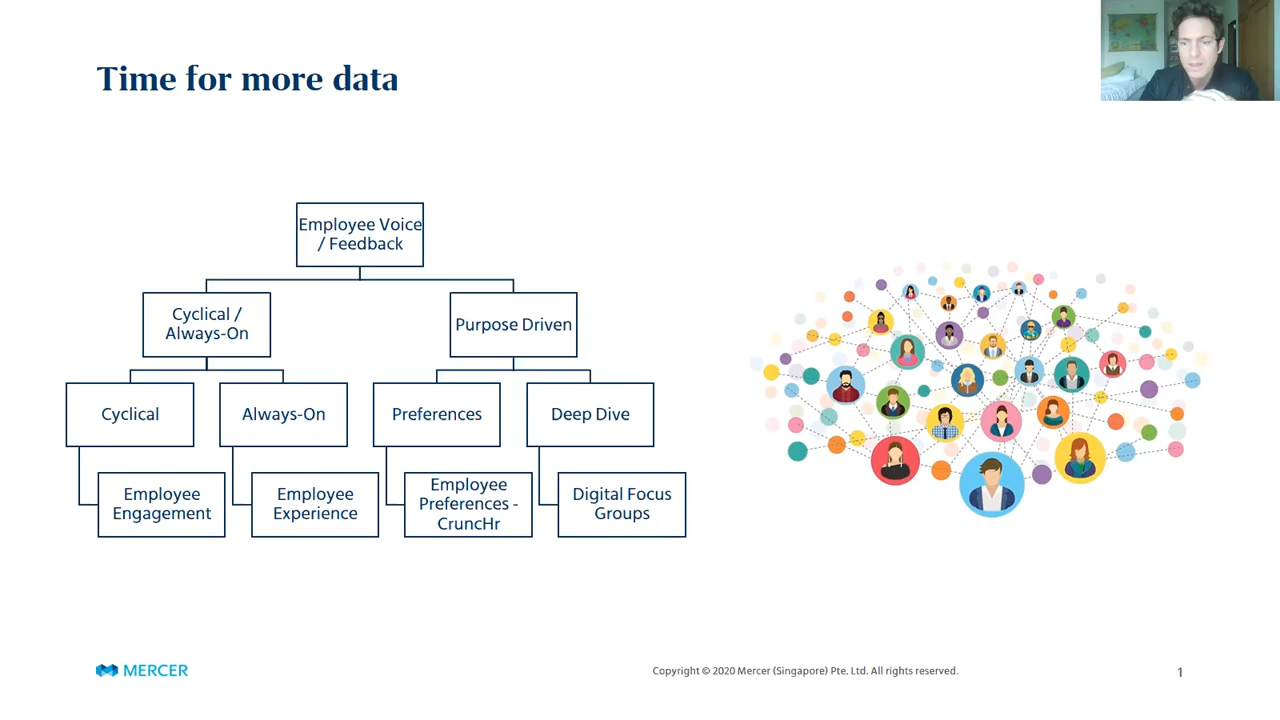 Time for more data
Employee Voice
/ Feedback
Cyclical /
Always-On
Purpose Driven
Cyclical
Always-On
Preferences
Deep Dive
Employee
Engagement
Employee
Experience
Employee
Preferences -
CruncHr
Digital Focus
Groups
MERCER
Copyright © 2020 Mercer (Singapore) Pte. Ltd. All rights reserved.
1